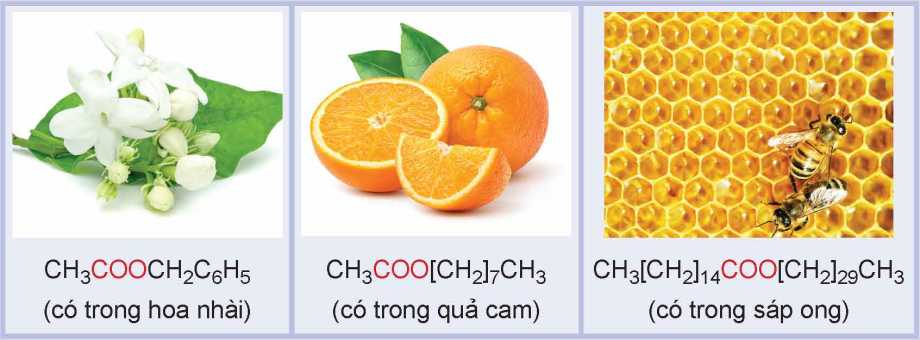 CH₃COOCH₂C₆H₅
(có trong hoa nhài)
CH₃COO[CH₂]₇CH₃
(có trong quả cam)
CH₃[CH₂]₁₄COO[CH₂]₂₉CH₃
(có trong sáp ong)